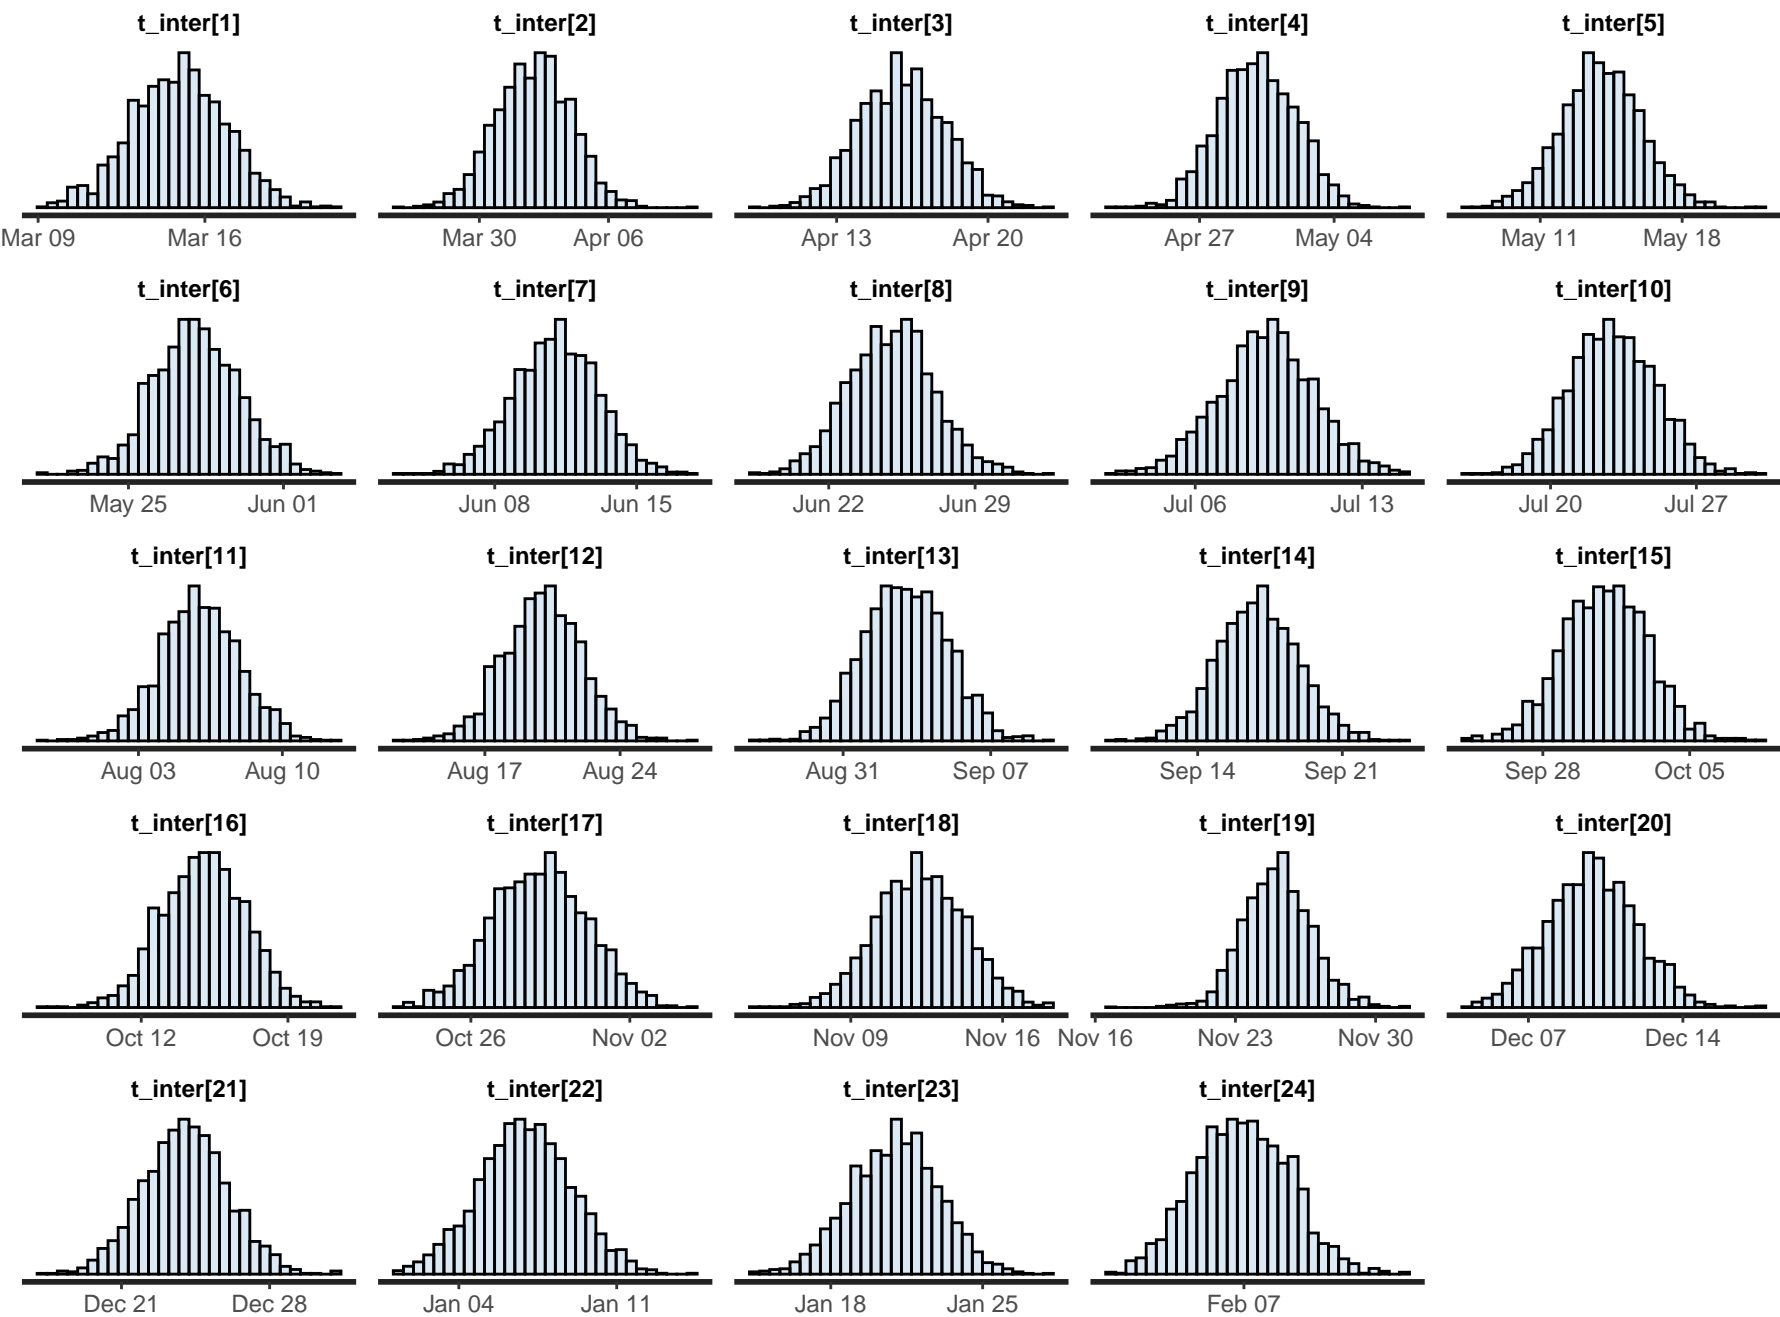 t_inter[1] t_inter[2] t_inter[3] t_inter[4] t_inter[5]
Mar 09 Mar 16 Mar 30 Apr 06 Apr 13 Apr 20 Apr 27 May 04 May 11 May 18
t_inter[6] t_inter[7] t_inter[8] t_inter[9] t_inter[10]
May 25 Jun 01 Jun 08 Jun 15 Jun 22 Jun 29 Jul 06 Jul 13 Jul 20 Jul 27
t_inter[11] t_inter[12] t_inter[13] t_inter[14] t_inter[15]
Aug 03 Aug 10 Aug 17 Aug 24 Aug 31 Sep 07 Sep 14 Sep 21 Sep 28 Oct 05
t_inter[16] t_inter[17] t_inter[18] t_inter[19] t_inter[20]
Oct 12 Oct 19 Oct 26 Nov 02 Nov 09 Nov 16 Nov 16 Nov 23 Nov 30 Dec 07 Dec 14
t_inter[21] t_inter[22] t_inter[23] t_inter[24]
Dec 21 Dec 28 Jan 04 Jan 11 Jan 18 Jan 25 Feb 07